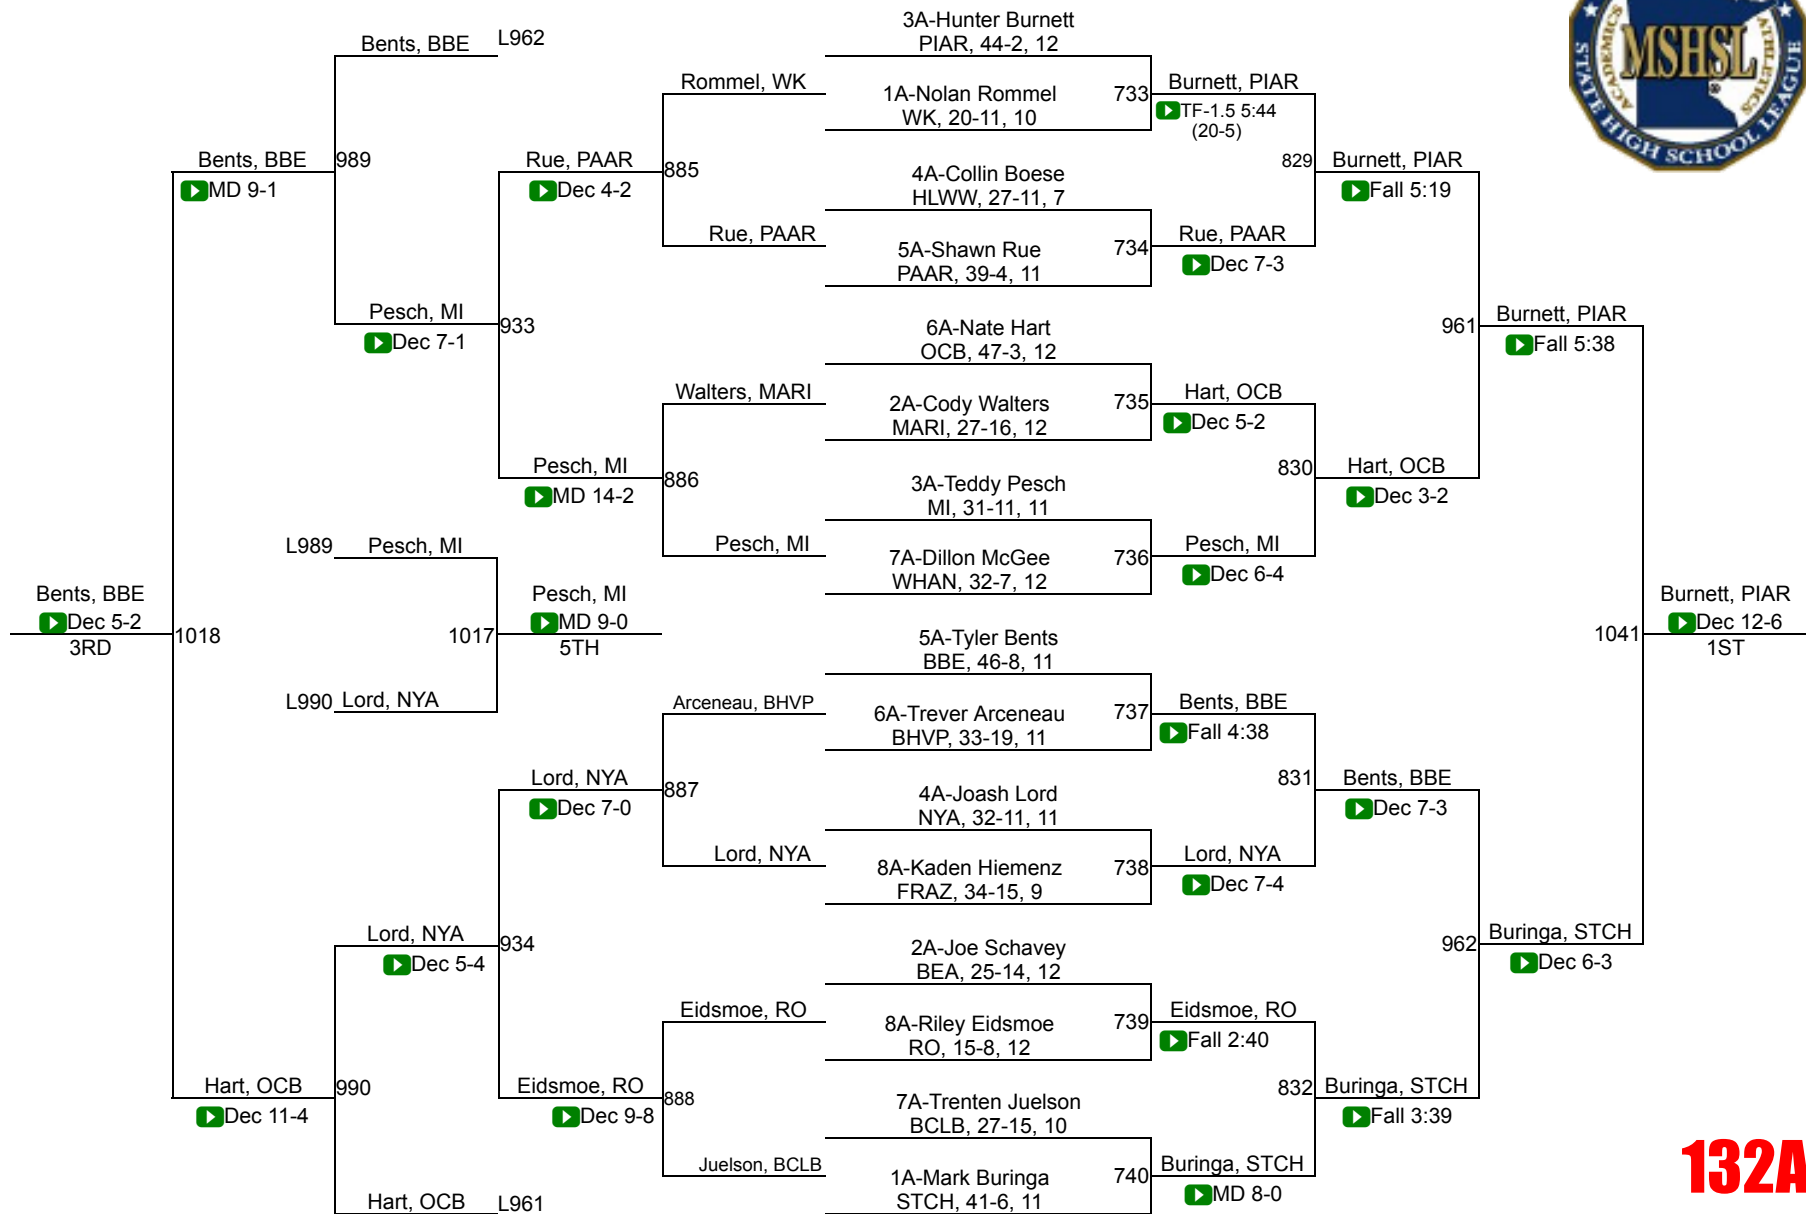 Bents, BBE
L962
989
Bents, BBE
MD 9-1
Pesch, MI
Dec 7-1
Rommel, WK
Rue, PAAR
Dec 4-2
885
Rue, PAAR
933
Walters, MARI
Pesch, MI
MD 14-2
886
Pesch, MI
L989
Pesch, MI
Bents, BBE
Dec 5-2
3RD
1018
1017
Pesch, MI
MD 9-0
5TH
L990
Lord, NYA
Arceneau, BHVP
Lord, NYA
Dec 7-0
887
Lord, NYA
Lord, NYA
Dec 5-4
934
Eidsmoe, RO
Eidsmoe, RO
Dec 9-8
888
Juelson, BCLB
Hart, OCB
Dec 11-4
990
Hart, OCB
L961
3A-Hunter Burnett
PIAR, 44-2, 12
1A-Nolan Rommel
WK, 20-11, 10
733
Burnett, PIAR
TF-1.5 5:44
(20-5)
4A-Collin Boese
HLWW, 27-11, 7
5A-Shawn Rue
PAAR, 39-4, 11
734
Rue, PAAR
Dec 7-3
829
Burnett, PIAR
Fall 5:19
6A-Nate Hart
OCB, 47-3, 12
2A-Cody Walters
MARI, 27-16, 12
735
Hart, OCB
Dec 5-2
3A-Teddy Pesch
MI, 31-11, 11
7A-Dillon McGee
WHAN, 32-7, 12
736
Pesch, MI
Dec 6-4
830
Hart, OCB
Dec 3-2
961
Burnett, PIAR
Fall 5:38
5A-Tyler Bents
BBE, 46-8, 11
6A-Trever Arceneau
BHVP, 33-19, 11
737
Bents, BBE
Fall 4:38
4A-Joash Lord
NYA, 32-11, 11
8A-Kaden Hiemenz
FRAZ, 34-15, 9
738
Lord, NYA
Dec 7-4
831
Bents, BBE
Dec 7-3
2A-Joe Schavey
BEA, 25-14, 12
8A-Riley Eidsmoe
RO, 15-8, 12
739
Eidsmoe, RO
Fall 2:40
7A-Trenten Juelson
BCLB, 27-15, 10
1A-Mark Buringa
STCH, 41-6, 11
740
Buringa, STCH
MD 8-0
832
Buringa, STCH
Fall 3:39
962
Buringa, STCH
Dec 6-3
1041
Burnett, PIAR
Dec 12-6
1ST
MSHSL
ACADEMICS
ATHLETICS
STATE HIGH SCHOOL LEAGUE
132A